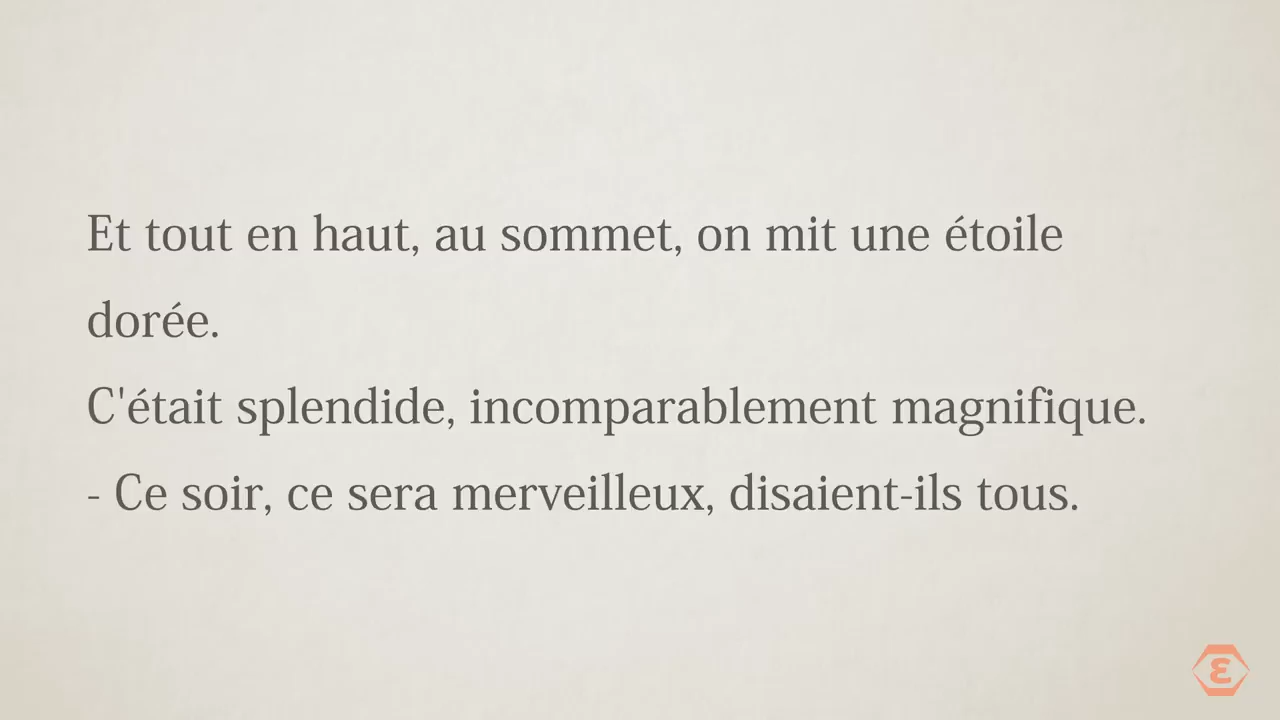 Et tout en haut, au sommet, on mit une étoile
dorée.
C'était splendide, incomparablement magnifique.
- Ce soir, ce sera merveilleux, disaient-ils tous.
ε